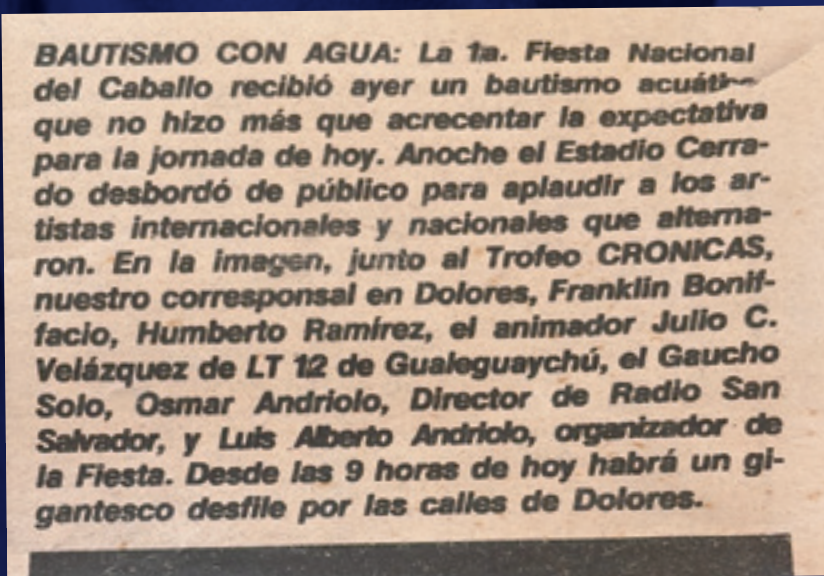 BAUTISMO CON AGUA: La 1a. Fiesta Nacional
del Caballo recibió ayer un bautismo acuático
que no hizo más que acrecentar la expectativa
para la jornada de hoy. Anoche el Estadio Cerra-
do desbordó de público para aplaudir a los ar-
tistas internacionales y nacionales que alterna-
ron. En la imagen, junto al Trofeo CRONICAS,
nuestro corresponsal en Dolores, Franklin Bonif-
facio, Humberto Ramírez, el animador Julio C.
Velázquez de LT 12 de Gualeguaychú, el Gaucho
Solo, Osmar Andriolo, Director de Radio San
Salvador, y Luis Alberto Andriolo, organizador de
la Fiesta. Desde las 9 horas de hoy habrá un gi-
gantesco desfile por las calles de Dolores.